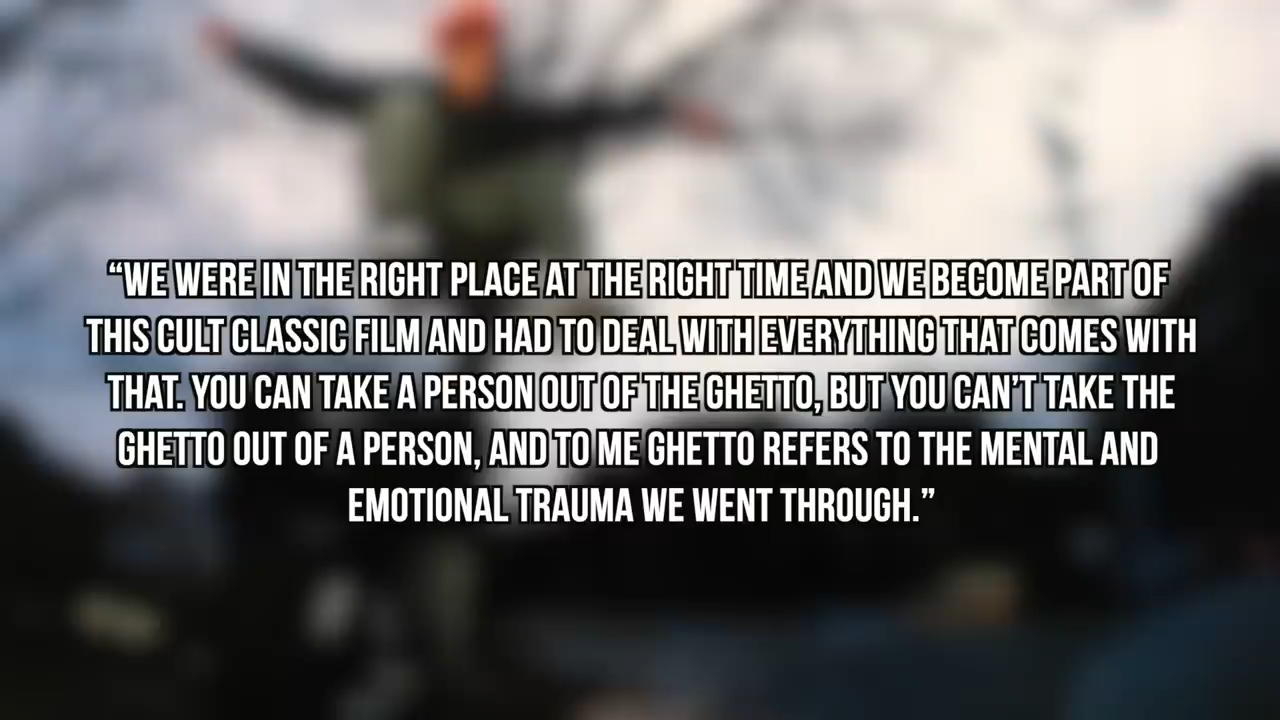 “WE WERE IN THE RIGHT PLACE AT THE RIGHT TIME AND WE BECOME PART OF
THIS CULT CLASSIC FILM AND HAD TO DEAL WITH EVERYTHING THAT COMES WITH
THAT. YOU CAN TAKE A PERSON OUT OF THE GHETTO, BUT YOU CAN’T TAKE THE
GHETTO OUT OF A PERSON, AND TO ME GHETTO REFERS TO THE MENTAL AND
EMOTIONAL TRAUMA WE WENT THROUGH.”